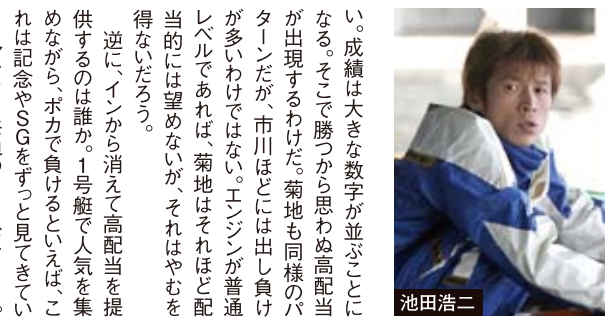 い。成績は大きな数字が並ぶことに
なる。そこで勝つから思わぬ高配当
が出現するわけだ。菊地も同様のパ
ターンだが、市川ほどには出し負け
が多いわけではない。エンジンが普通
レベルであれば、菊地はそれほど配
当的には望めないが、それはやむを
得ないだろう。
逆に、インから消えて高配当を提
供するのは誰か。1号艇で人気を集
めながら、ポカで負けるといえば、こ
れは記念やSGをずっと見てきてい
池田浩二